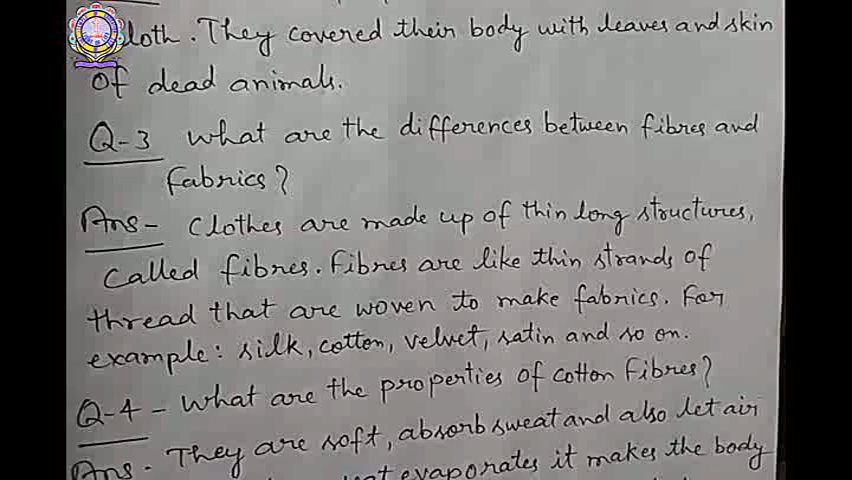 cloth. They covered their body with leaves and skin
of dead animals.
Q-3 What are the differences between fibres and
fabrics?
Ans- Clothes are made up of thin long structures,
called fibres. Fibres are like thin strands of
thread that are woven to make fabrics. For
example: silk, cotton, velvet, satin and so on.
Q-4- What are the properties of cotton fibres?
Ans- They are soft, absorb sweat and also let air
evaporates it makes the body